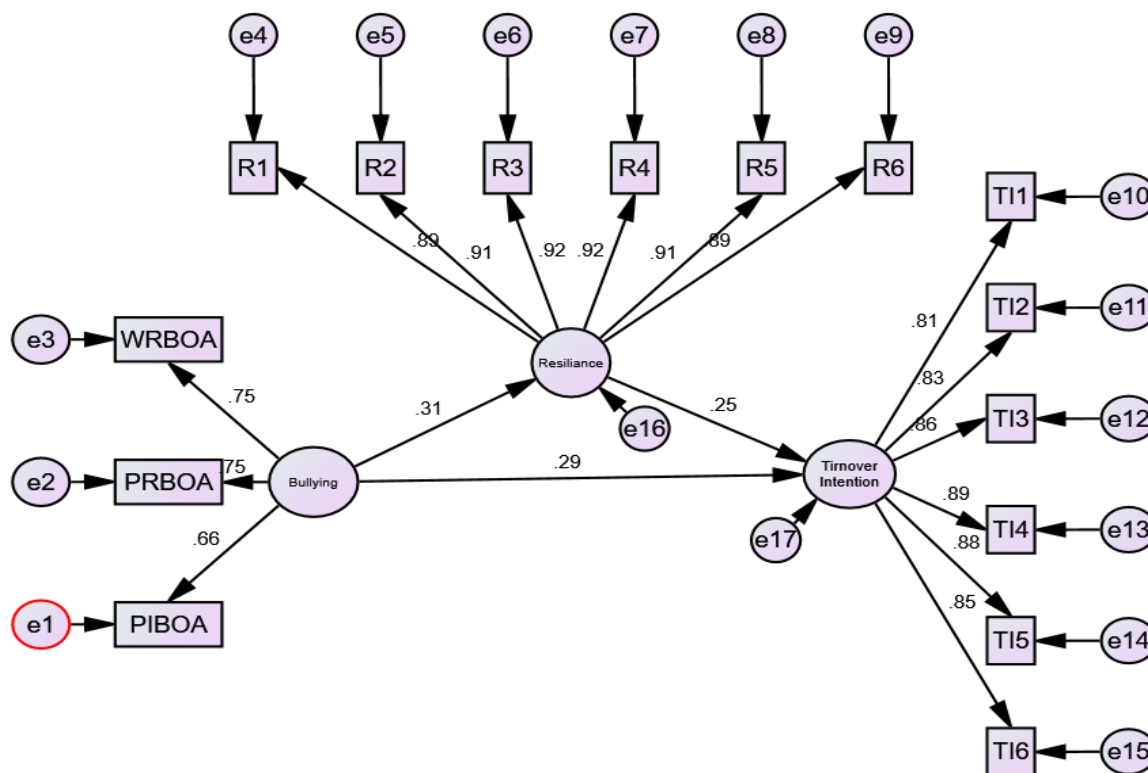 e4 e5 e6 e7 e8 e9
R1 R2 R3 R4 R5 R6
TI1 e10
.89 .91 .92 .92 .91 .89
TI2 e11
.81
e3 WRBOA
Resiliance
.83
.75 .31 .25
TI3 e12
.86
e16
e2 PRBOA .75 Bullying
.29
Tirnover
Intention
.89
TI4 e13
.88
e17
.66
.85
e1 PIBOA
TI5 e14
TI6 e15